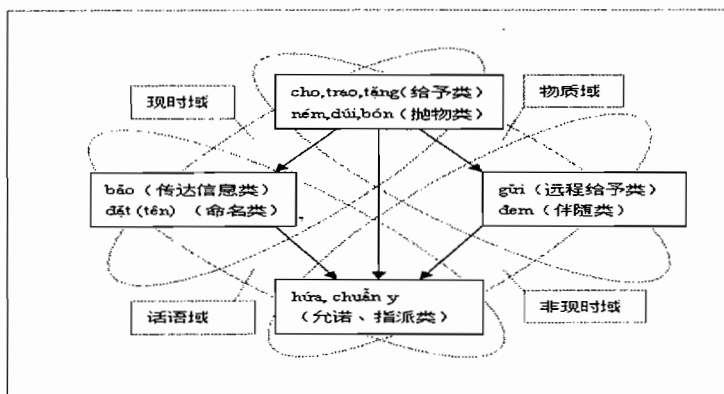 cho,trao,tặng(给予类)
ném,dúi,bón（抛物类）
现时域
物质域
bảo（传达信息类）
đặt (tên) （命名类）
gửi（远程给予类）
đem（伴随类）
hứa, chuẩn y
（允诺、指派类）
话语域
非现时域